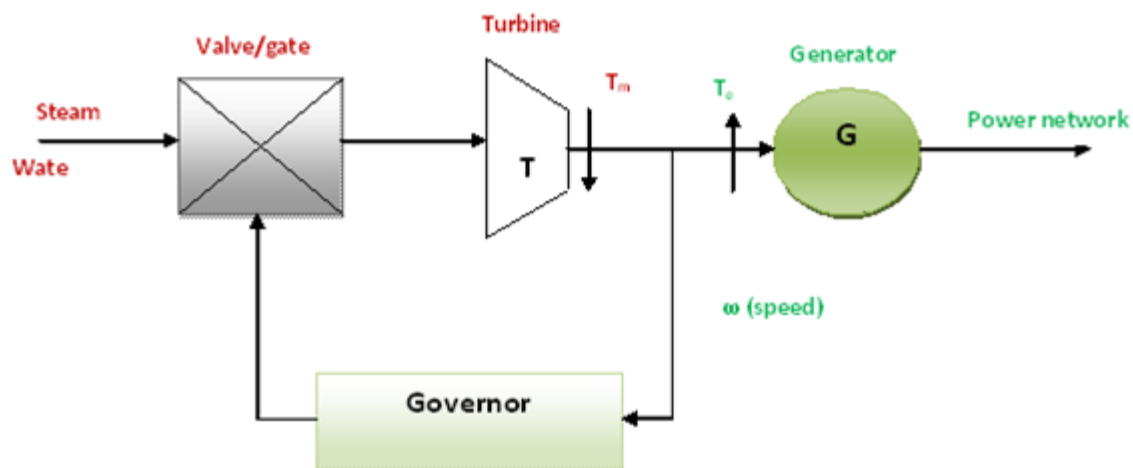 Turbine
Valve/gate
Generator
Steam
Tm
Te
Power network
G
T
Wate
ω (speed)
Governor